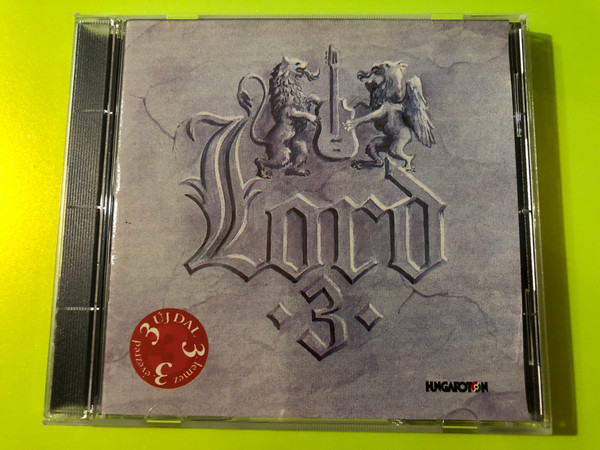 Lord
· 3 ·
3 ÚJ DAL
3 lemez
3 évtized
HUNGAROTON